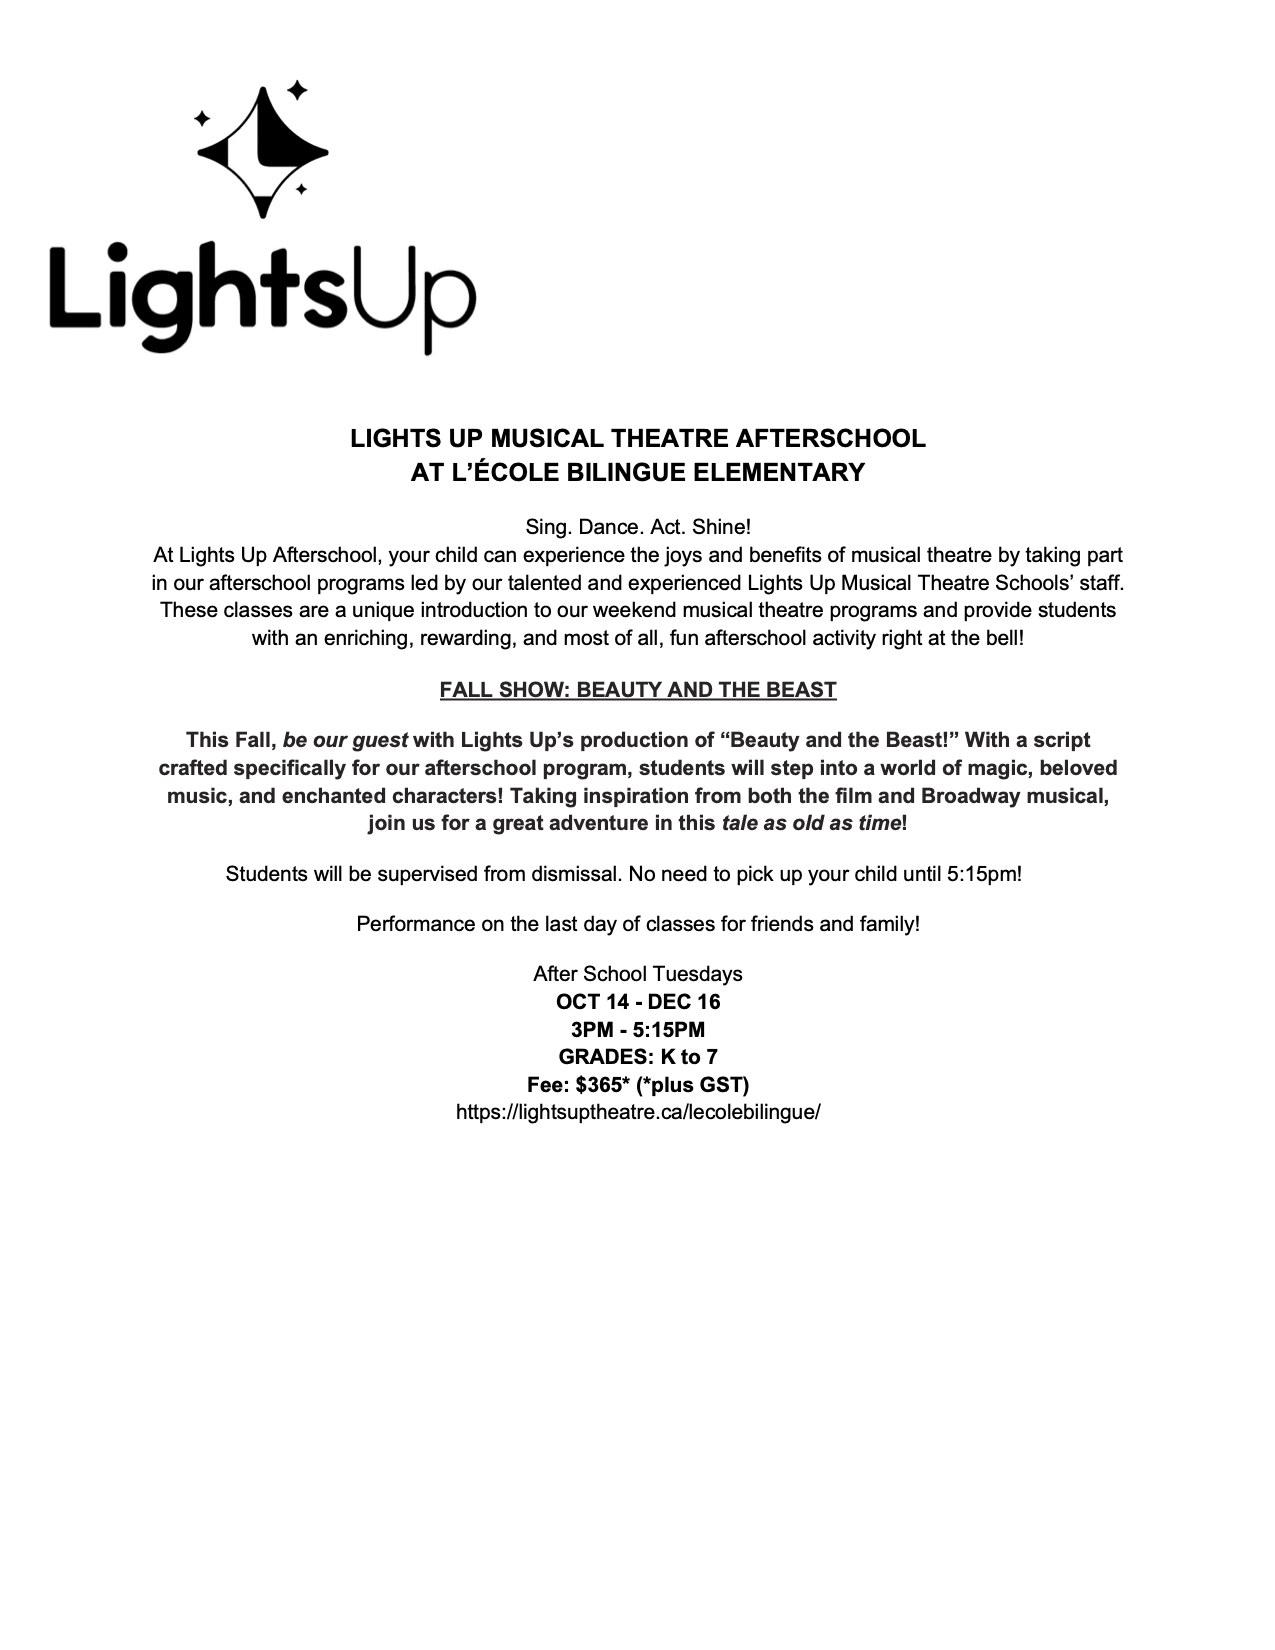 LightsUp
LIGHTS UP MUSICAL THEATRE AFTERSCHOOL
AT L’ÉCOLE BILINGUE ELEMENTARY
Sing. Dance. Act. Shine!
At Lights Up Afterschool, your child can experience the joys and benefits of musical theatre by taking part
in our afterschool programs led by our talented and experienced Lights Up Musical Theatre Schools’ staff.
These classes are a unique introduction to our weekend musical theatre programs and provide students
with an enriching, rewarding, and most of all, fun afterschool activity right at the bell!
FALL SHOW: BEAUTY AND THE BEAST
This Fall, be our guest with Lights Up’s production of “Beauty and the Beast!” With a script
crafted specifically for our afterschool program, students will step into a world of magic, beloved
music, and enchanted characters! Taking inspiration from both the film and Broadway musical,
join us for a great adventure in this tale as old as time!
Students will be supervised from dismissal. No need to pick up your child until 5:15pm!
Performance on the last day of classes for friends and family!
After School Tuesdays
OCT 14 - DEC 16
3PM - 5:15PM
GRADES: K to 7
Fee: $365* (*plus GST)
https://lightsuptheatre.ca/lecolebilingue/